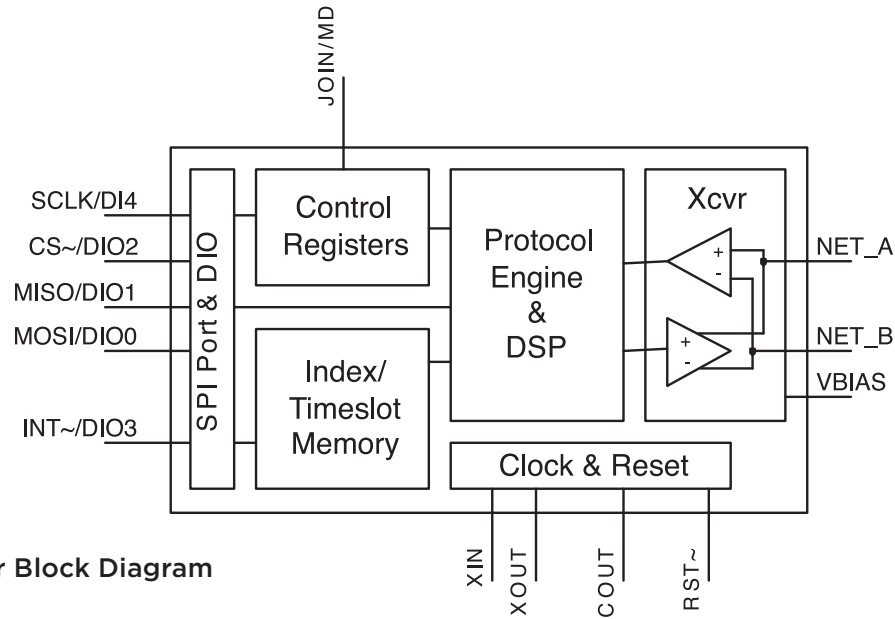 JOIN/MD
SCLK/DI4
CS~/DIO2
MISO/DIO1
MOSI/DIO0
INT~/DIO3
SPI Port & DIO
Control
Registers
Index/
Timeslot
Memory
Protocol
Engine
&
DSP
Xcvr
+
-
+
-
NET_A
NET_B
VBIAS
Clock & Reset
XIN
XOUT
COUT
RST~
r Block Diagram